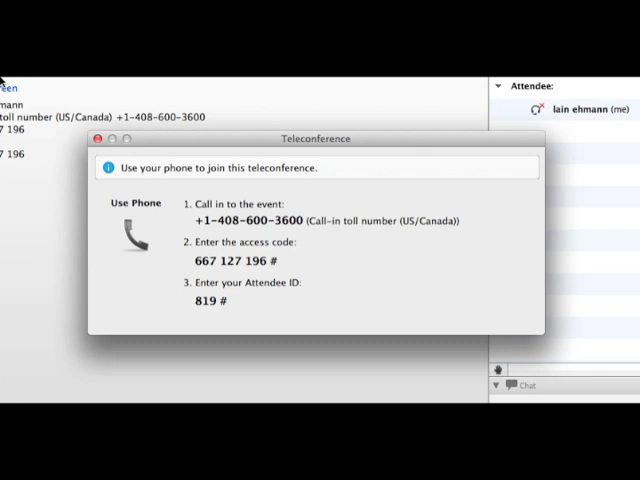 een
Attendee:
mann
lain ehmann (me)
toll number (US/Canada) +1-408-600-3600
7 196
Teleconference
7 196
Use your phone to join this teleconference.
Use Phone
1. Call in to the event:
+1-408-600-3600 (Call-in toll number (US/Canada))
2. Enter the access code:
667 127 196 #
3. Enter your Attendee ID:
819 #
Chat